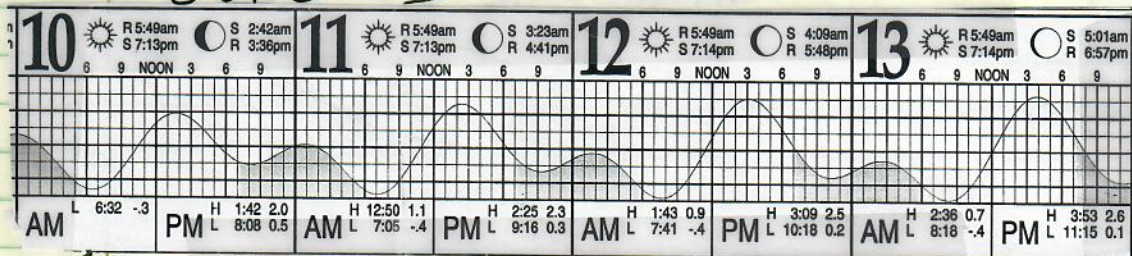 10 R 5:49am S 2:42am
S 7:13pm R 3:36pm
6 9 NOON 3 6 9
AM L 6:32 -.3
PM H 1:42 2.0
L 8:08 0.5
11 R 5:49am S 3:23am
S 7:13pm R 4:41pm
6 9 NOON 3 6 9
AM H 12:50 1.1
L 7:05 -.4
PM H 2:25 2.3
L 9:16 0.3
12 R 5:49am S 4:09am
S 7:14pm R 5:48pm
6 9 NOON 3 6 9
AM H 1:43 0.9
L 7:41 -.4
PM H 3:09 2.5
L 10:18 0.2
13 R 5:49am S 5:01am
S 7:14pm R 6:57pm
6 9 NOON 3 6 9
AM H 2:36 0.7
L 8:18 -.4
PM H 3:53 2.6
L 11:15 0.1